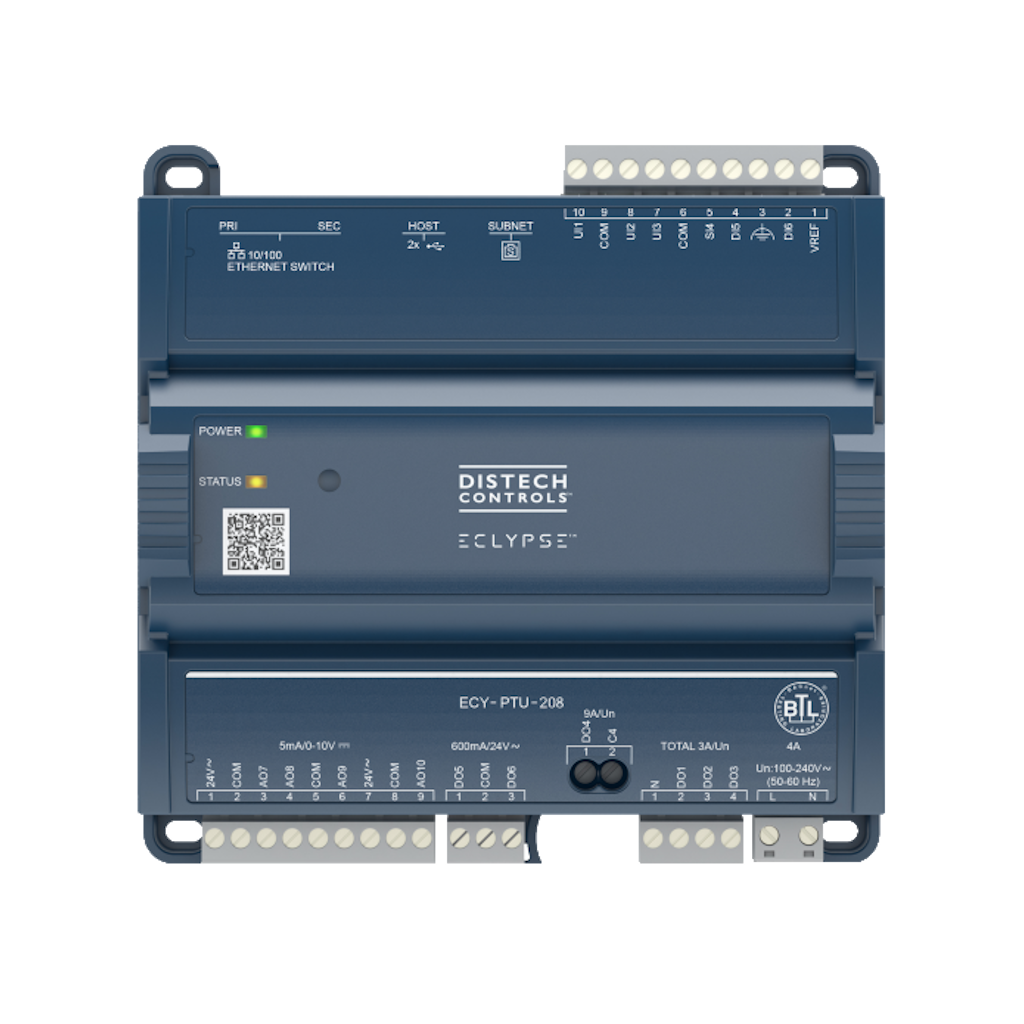 10 9 8 7 6 5 4 3 2 1
UI1 COM UI2 UI3 COM SI4 DI5 DI6 VREF
PRI SEC HOST SUBNET
10/100 2x S
ETHERNET SWITCH
POWER
STATUS
DISTECH
CONTROLS™
ECLYPSE™
ECY-PTU-208
BTL
9A/Un
5mA/0-10V⎓ 600mA/24V~ DO4 C4 TOTAL 3A/Un 4A
1 2
Un:100-240V~
(50-60 Hz)
24V~ COM AO7 AO8 COM AO9 24V~ COM AO10 DO5 COM DO6 N DO1 DO2 DO3
1 2 3 4 5 6 7 8 9 1 2 3 1 2 3 4 L N